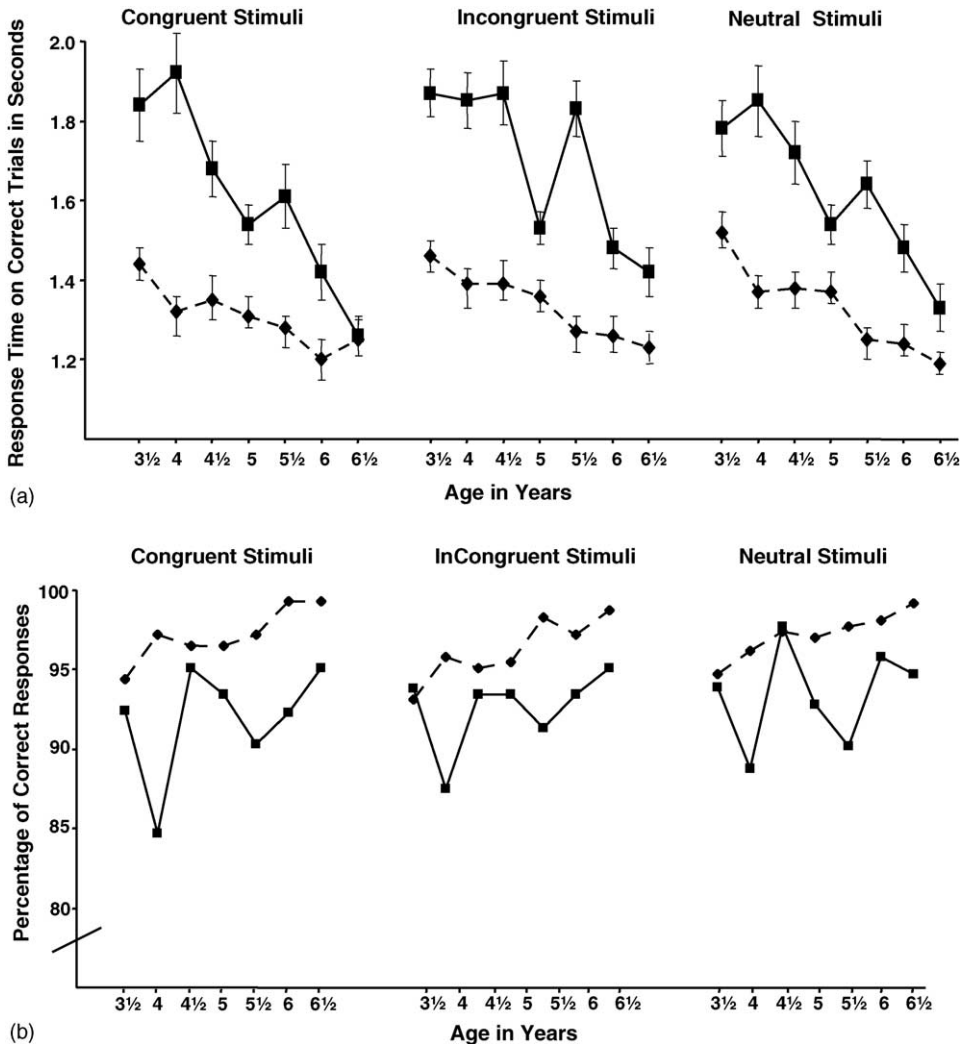 Congruent Stimuli Incongruent Stimuli Neutral Stimuli
Response Time on Correct Trials in Seconds
2.0
1.8
1.6
1.4
1.2
3½ 4 4½ 5 5½ 6 6½ 3½ 4 4½ 5 5½ 6 6½ 3½ 4 4½ 5 5½ 6 6½
(a)
Age in Years
Congruent Stimuli InCongruent Stimuli Neutral Stimuli
Percentage of Correct Responses
100
95
90
85
80
3½ 4 4½ 5 5½ 6 6½ 3½ 4 4½ 5 5½ 6 6½ 3½ 4 4½ 5 5½ 6 6½
(b)
Age in Years